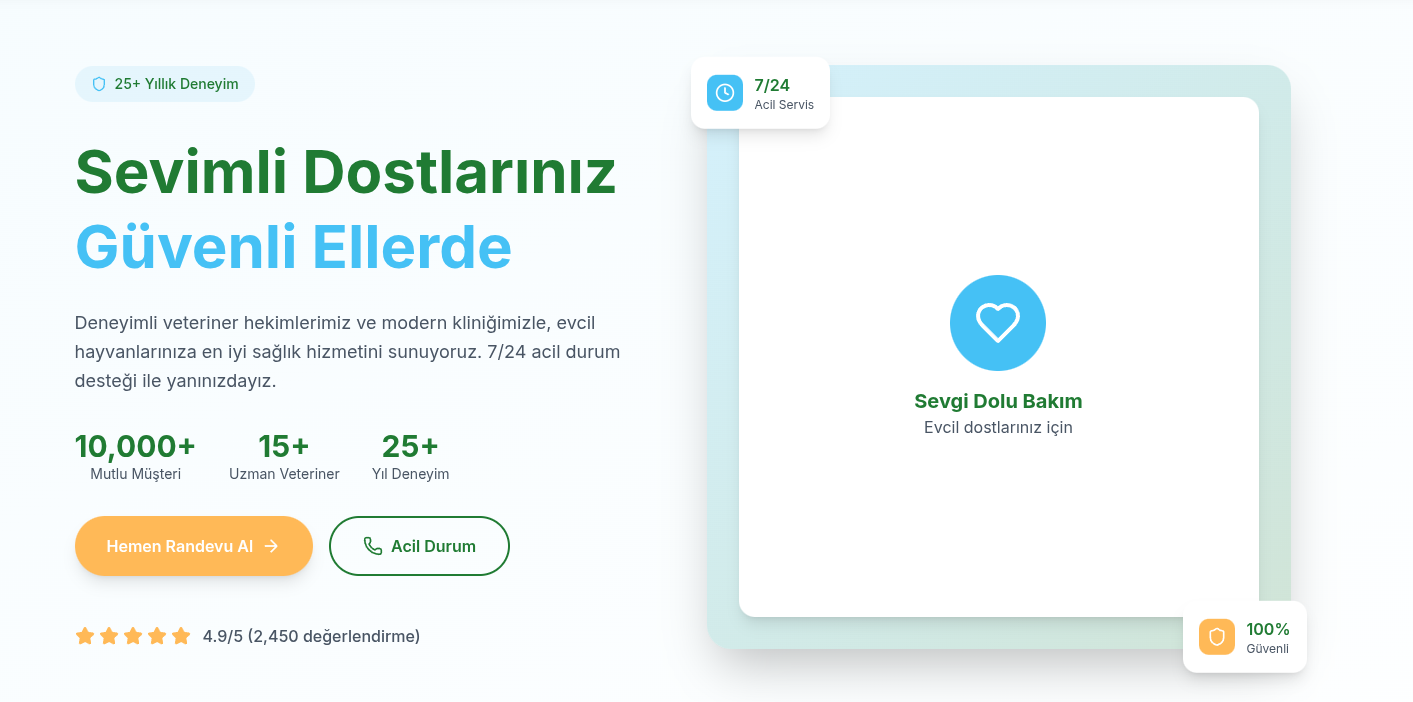 25+ Yıllık Deneyim
Sevimli Dostlarınız
Güvenli Ellerde
Deneyimli veteriner hekimlerimiz ve modern kliniğimizle, evcil
hayvanlarınıza en iyi sağlık hizmetini sunuyoruz. 7/24 acil durum
desteği ile yanınızdayız.
10,000+
Mutlu Müşteri
15+
Uzman Veteriner
25+
Yıl Deneyim
Hemen Randevu Al
Acil Durum
4.9/5 (2,450 değerlendirme)
7/24
Acil Servis
Sevgi Dolu Bakım
Evcil dostlarınız için
100%
Güvenli